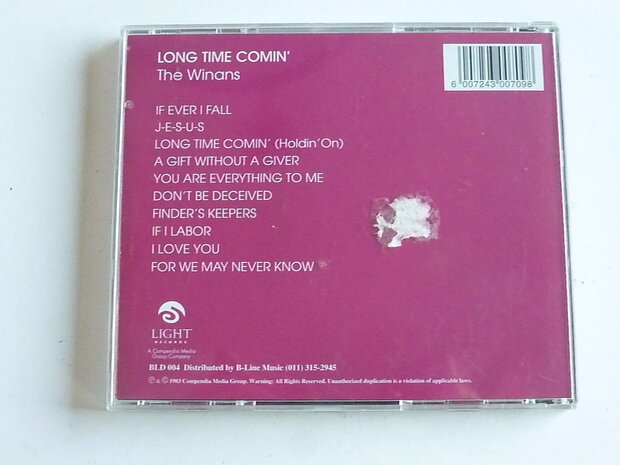 LONG TIME COMIN'
The Winans
6 007243 007098
IF EVER I FALL
J-E-S-U-S
LONG TIME COMIN' (Holdin' On)
A GIFT WITHOUT A GIVER
YOU ARE EVERYTHING TO ME
DON'T BE DECEIVED
FINDER'S KEEPERS
IF I LABOR
I LOVE YOU
FOR WE MAY NEVER KNOW
LIGHT
RECORDS
A Compendia Media
Group Company
BLD 004 Distributed by B-Line Music (011) 315-2945
℗ & © 1983 Compendia Media Group. Warning: All Rights Reserved. Unauthorized duplication is a violation of applicable laws.